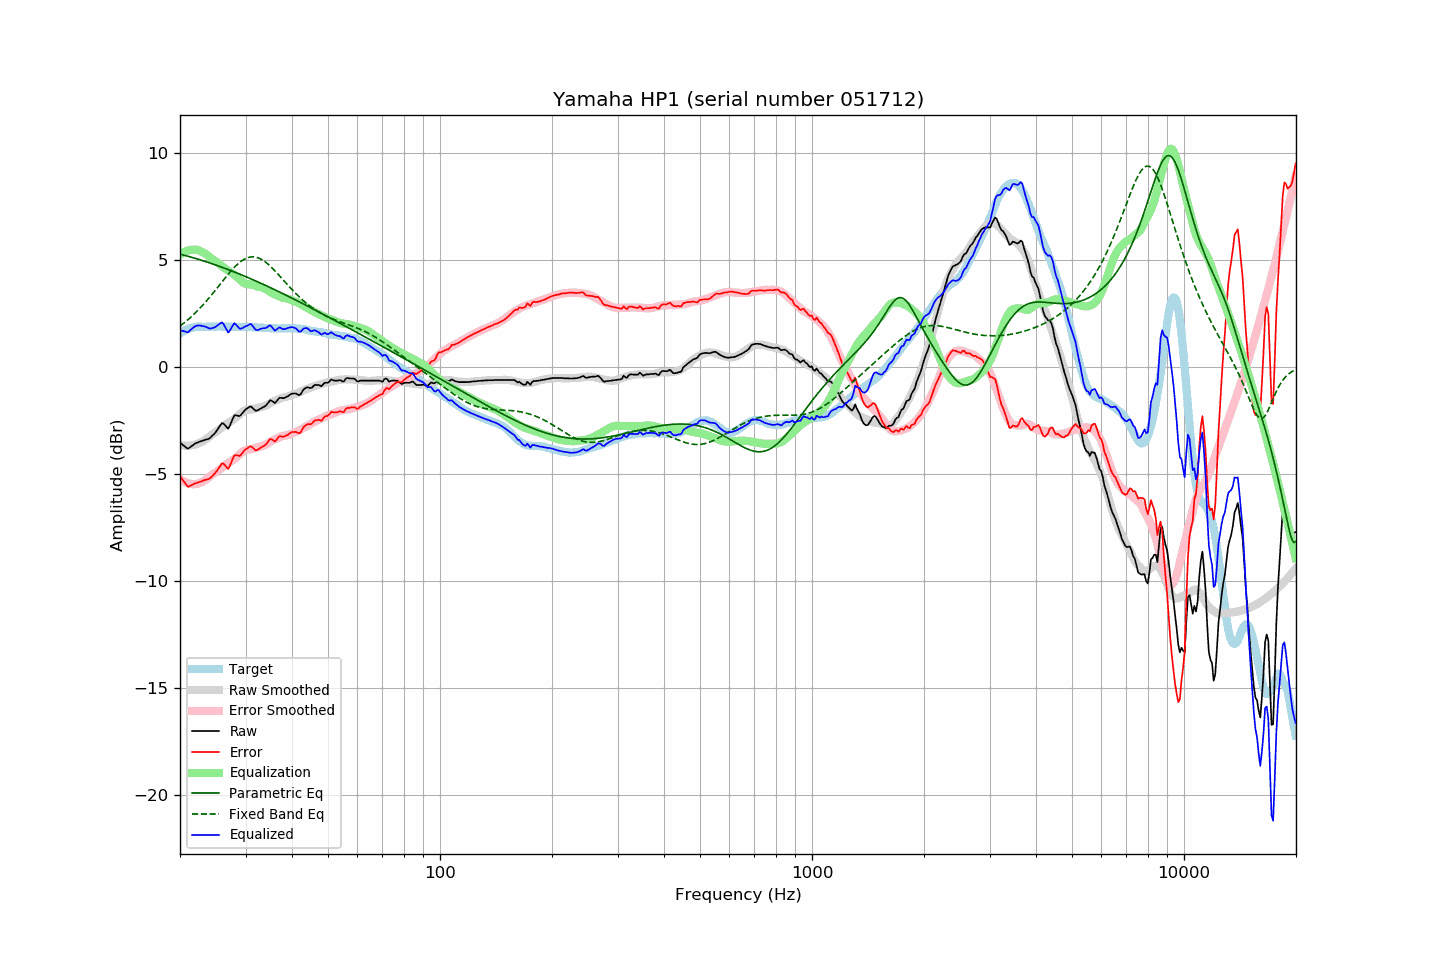 Yamaha HP1 (serial number 051712)
Amplitude (dBr)
10
5
0
−5
−10
−15
−20
Target
Raw Smoothed
Error Smoothed
Raw
Error
Equalization
Parametric Eq
Fixed Band Eq
Equalized
100
1000
10000
Frequency (Hz)